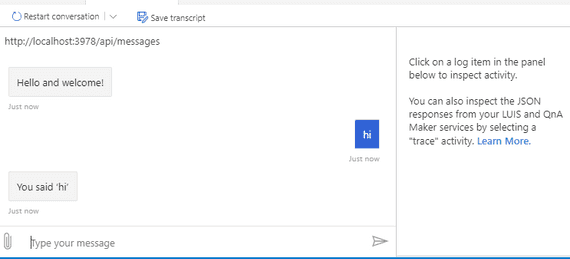 Restart conversation
Save transcript
http://localhost:3978/api/messages
Hello and welcome!
Just now
hi
Just now
You said 'hi'
Just now
Type your message
Click on a log item in the panel
below to inspect activity.
You can also inspect the JSON
responses from your LUIS and QnA
Maker services by selecting a
"trace" activity. Learn More.